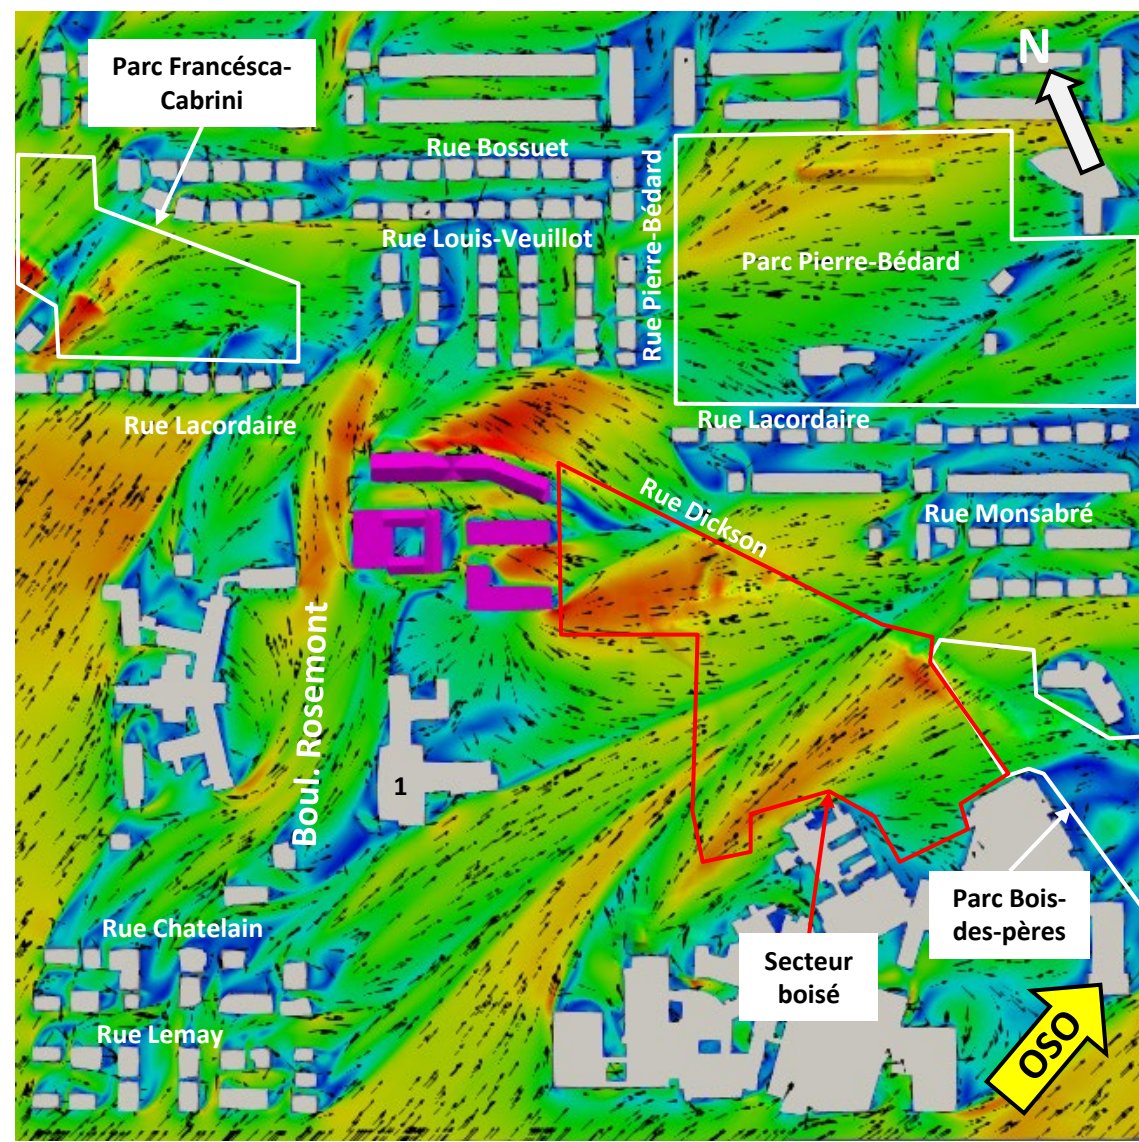 Parc Francésca-
Cabrini
N
Rue Bossuet
Rue Pierre-Bédard
Rue Louis-Veuillot
Parc Pierre-Bédard
Rue Lacordaire
Rue Lacordaire
Rue Dickson
Rue Monsabré
Boul. Rosemont
1
Parc Bois-
des-pères
Rue Chatelain
Secteur
boisé
Rue Lemay
OSO